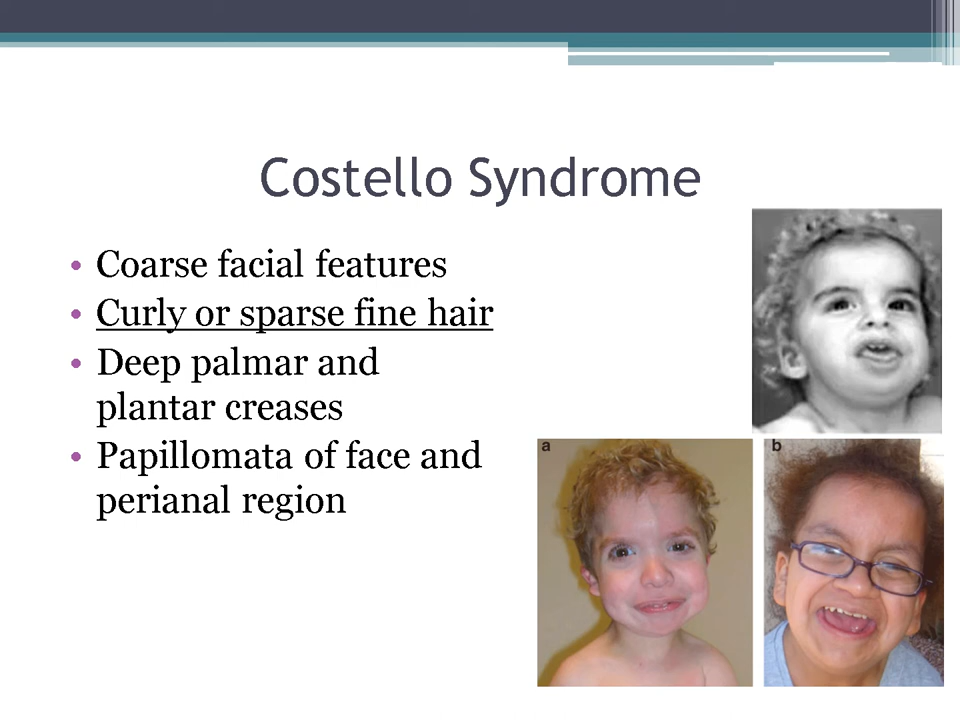 Costello Syndrome
• Coarse facial features
• Curly or sparse fine hair
• Deep palmar and
plantar creases
• Papillomata of face and
perianal region
a
b